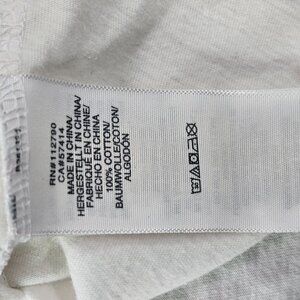 RN#112790
CA#57414
MADE IN CHINA/
HERGESTELLT IN CHINA/
FABRIQUÉ EN CHINE/
HECHO EN CHINA
100% COTTON/
BAUMWOLLE/COTON/
ALGODÓN